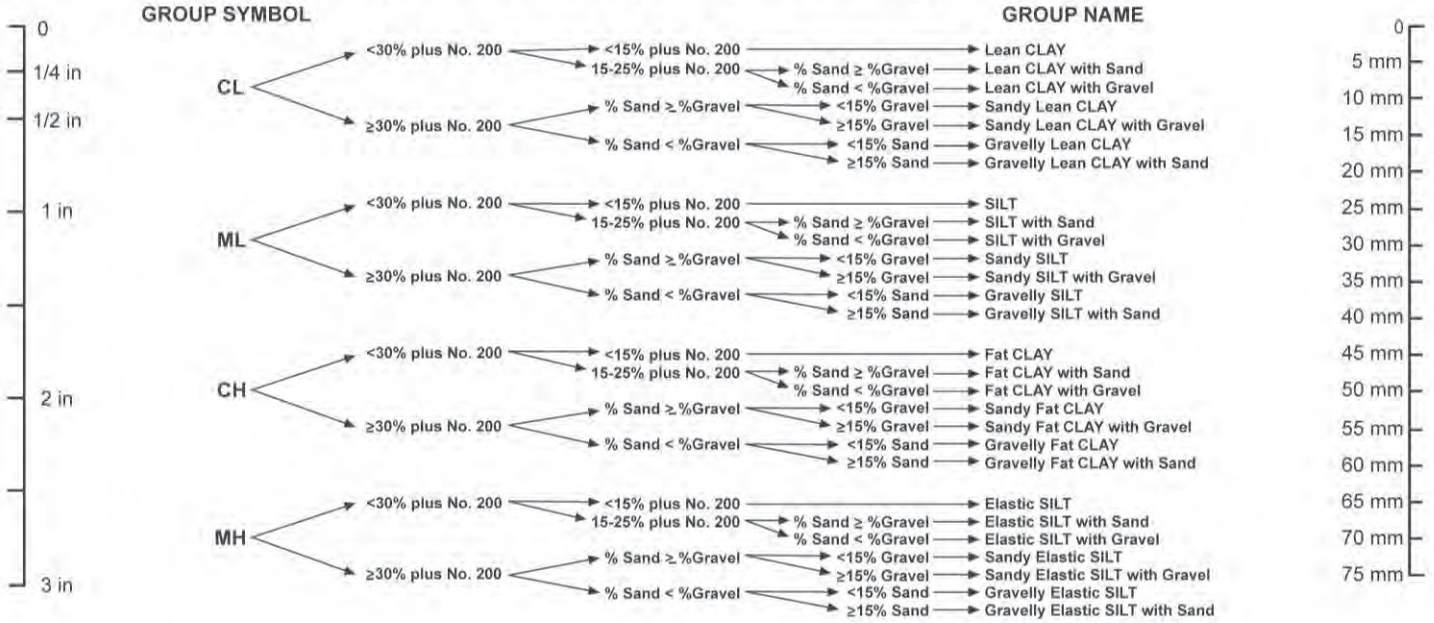 GROUP SYMBOL GROUP NAME
0 0
<30% plus No. 200 <15% plus No. 200 Lean CLAY
1/4 in CL 15-25% plus No. 200 % Sand ≥ %Gravel Lean CLAY with Sand 5 mm
% Sand < %Gravel Lean CLAY with Gravel
1/2 in ≥30% plus No. 200 % Sand ≥ %Gravel <15% Gravel Sandy Lean CLAY 10 mm
≥15% Gravel Sandy Lean CLAY with Gravel
% Sand < %Gravel <15% Sand Gravelly Lean CLAY 15 mm
≥15% Sand Gravelly Lean CLAY with Sand
20 mm
1 in <30% plus No. 200 <15% plus No. 200 SILT 25 mm
ML 15-25% plus No. 200 % Sand ≥ %Gravel SILT with Sand
% Sand < %Gravel SILT with Gravel 30 mm
≥30% plus No. 200 % Sand ≥ %Gravel <15% Gravel Sandy SILT
≥15% Gravel Sandy SILT with Gravel 35 mm
% Sand < %Gravel <15% Sand Gravelly SILT
≥15% Sand Gravelly SILT with Sand 40 mm
<30% plus No. 200 <15% plus No. 200 Fat CLAY 45 mm
CH 15-25% plus No. 200 % Sand ≥ %Gravel Fat CLAY with Sand
2 in % Sand < %Gravel Fat CLAY with Gravel 50 mm
≥30% plus No. 200 % Sand ≥ %Gravel <15% Gravel Sandy Fat CLAY
≥15% Gravel Sandy Fat CLAY with Gravel 55 mm
% Sand < %Gravel <15% Sand Gravelly Fat CLAY
≥15% Sand Gravelly Fat CLAY with Sand 60 mm
<30% plus No. 200 <15% plus No. 200 Elastic SILT 65 mm
MH 15-25% plus No. 200 % Sand ≥ %Gravel Elastic SILT with Sand
% Sand < %Gravel Elastic SILT with Gravel 70 mm
≥30% plus No. 200 % Sand ≥ %Gravel <15% Gravel Sandy Elastic SILT
3 in ≥15% Gravel Sandy Elastic SILT with Gravel 75 mm
% Sand < %Gravel <15% Sand Gravelly Elastic SILT
≥15% Sand Gravelly Elastic SILT with Sand